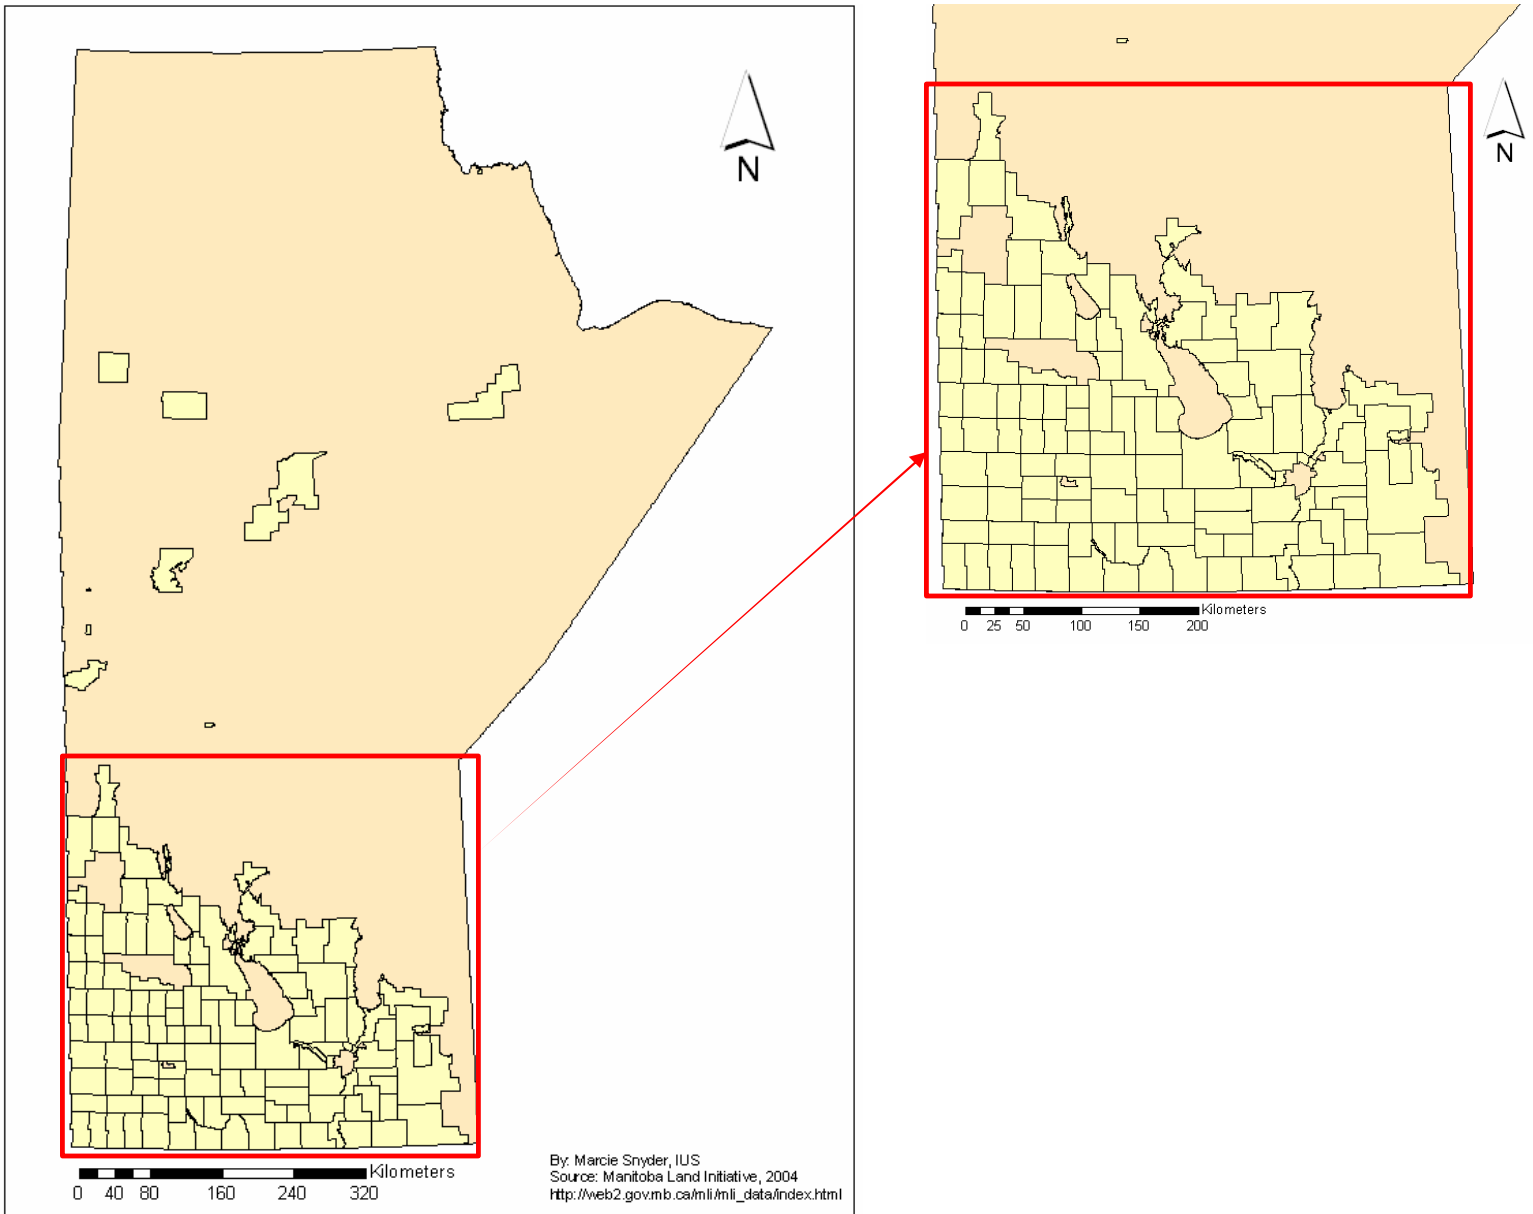 N
Kilometers
0 40 80 160 240 320
By: Marcie Snyder, IUS
Source: Manitoba Land Initiative, 2004
http://web2.gov.mb.ca/mli/mli_data/index.html
N
Kilometers
0 25 50 100 150 200